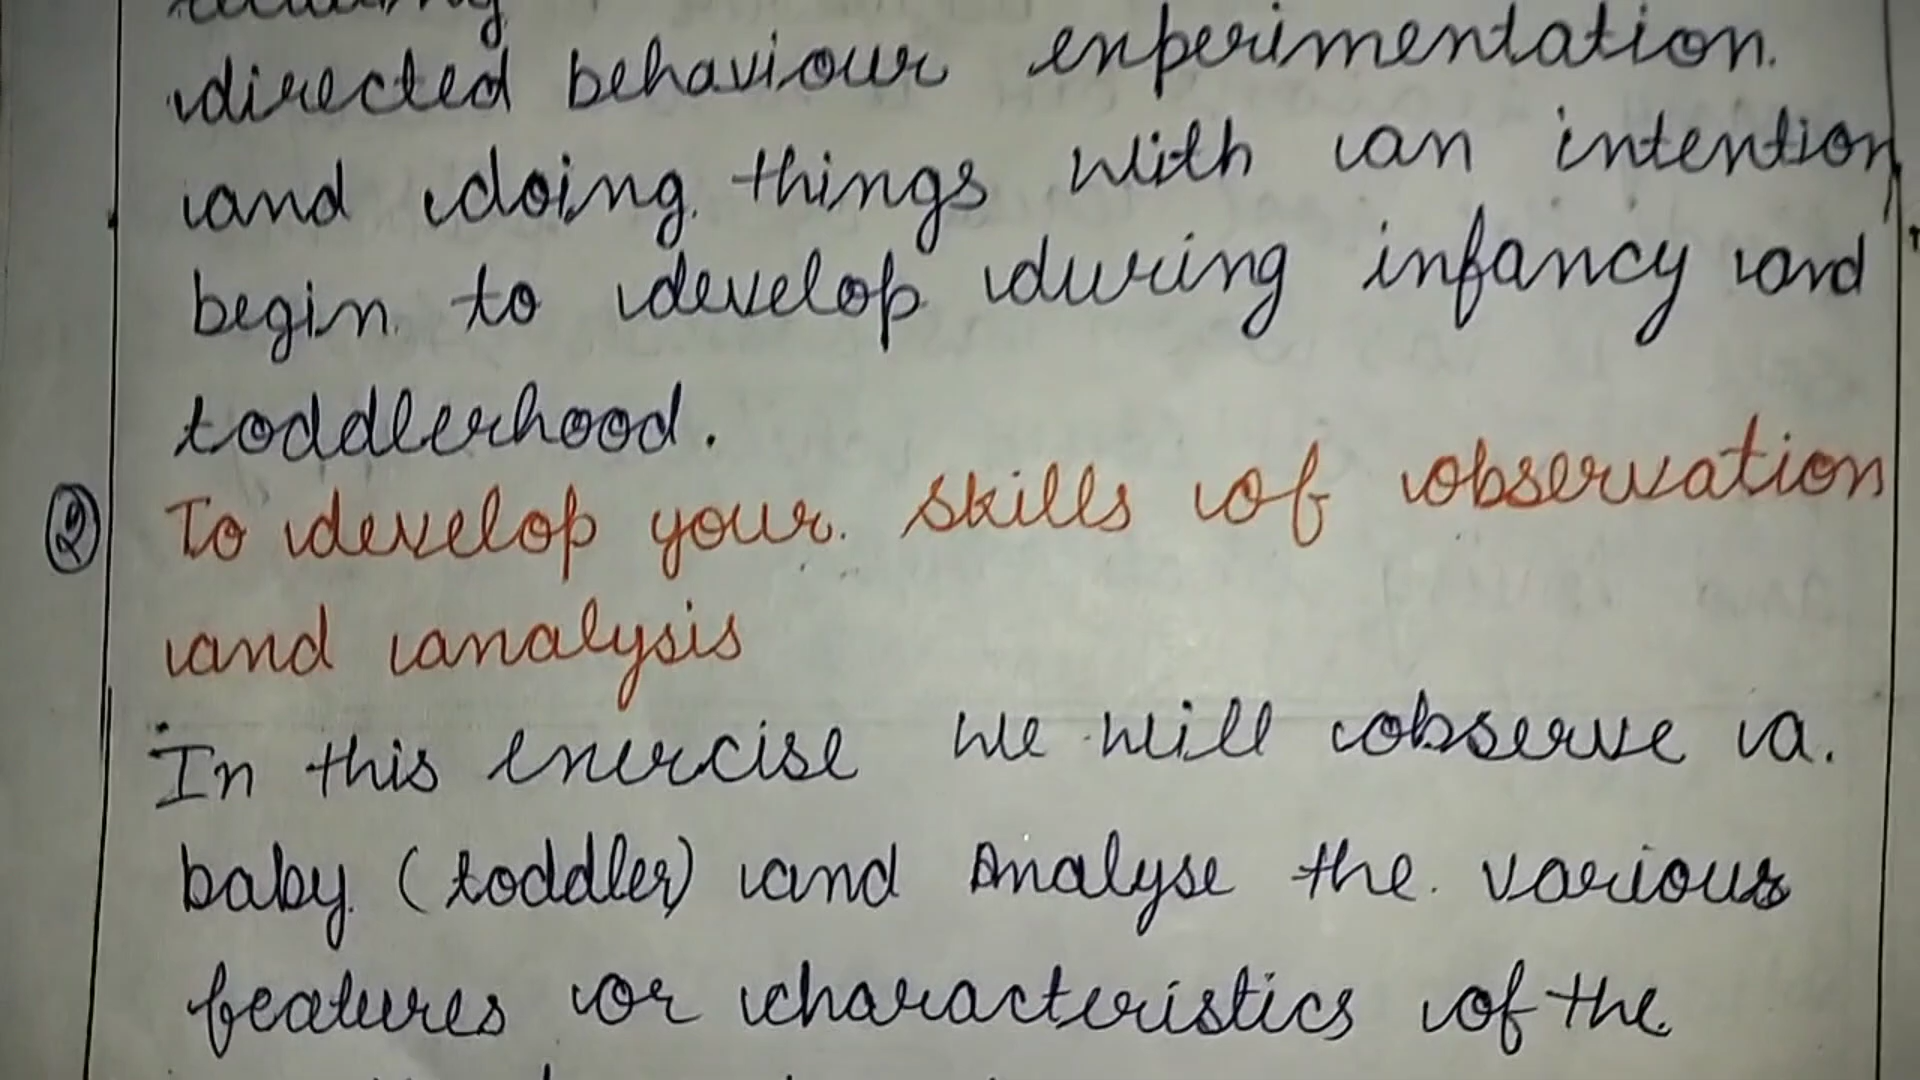 directed behaviour experimentation.
and doing things with an intention
begin to develop during infancy and
toddlerhood.
② To develop your skills of observation
and analysis
In this exercise we will observe a
baby (toddler) and Analyse the various
features or characteristics of the